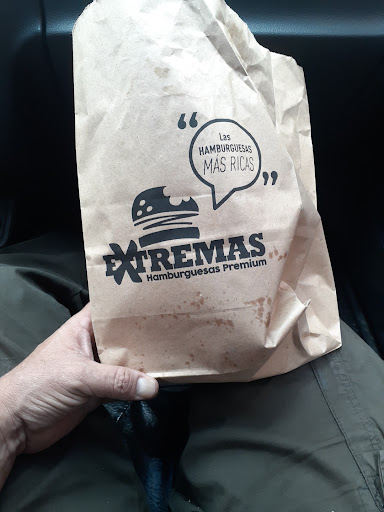 “
Las
HAMBURGUESAS
MÁS RICAS
”
EXTREMAS
Hamburguesas Premium